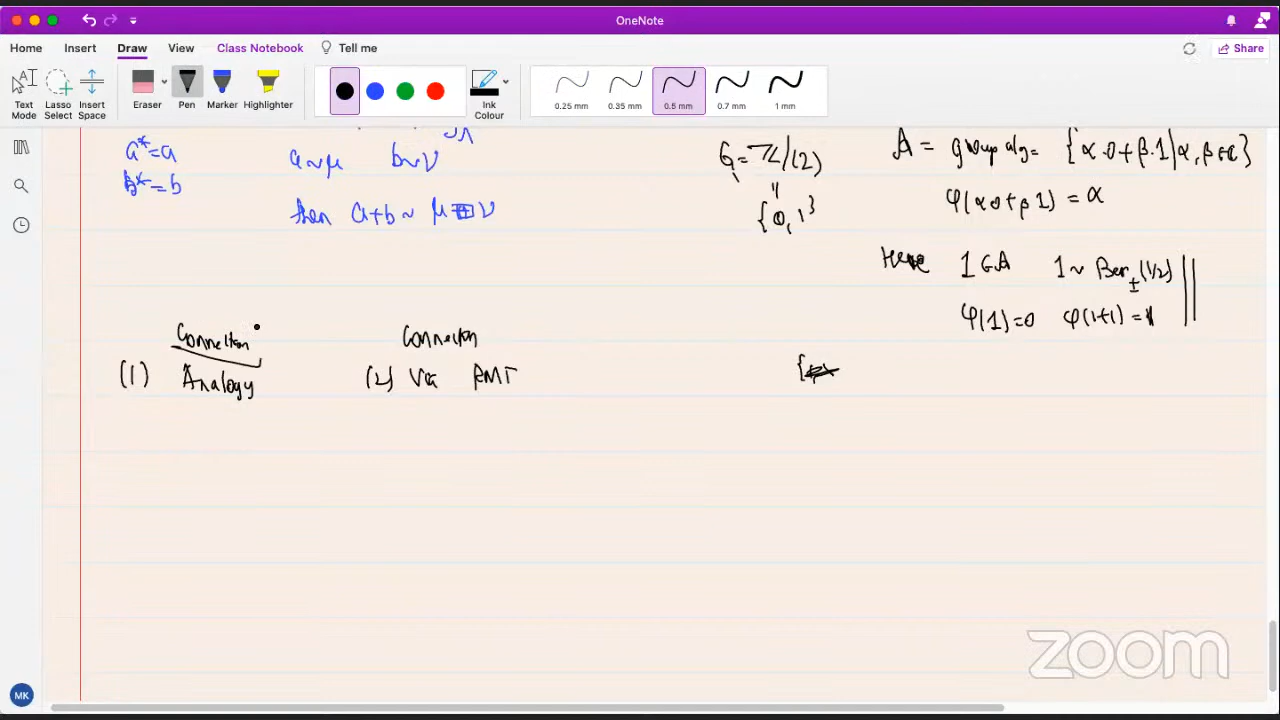 OneNote
Home Insert Draw View Class Notebook Tell me
Share
Text Mode
Lasso Select
Insert Space
Eraser
Pen
Marker
Highlighter
Ink Colour
0.25 mm
0.35 mm
0.5 mm
0.7 mm
1 mm
a*=a
b*=b
a~μ b~ν
then a+b ~ μ⊞ν
G = ℤ/(2)
{0,1}
A = group alg = {α.0+β.1|α,β∈ℂ}
φ(α0+β1) = α
Here 1∈A 1~Ber±(1/2)
φ(1)=0 φ(1+1)=1
Connection
(1) Analogy
Connection
(2) Via RMT
MK
zoom